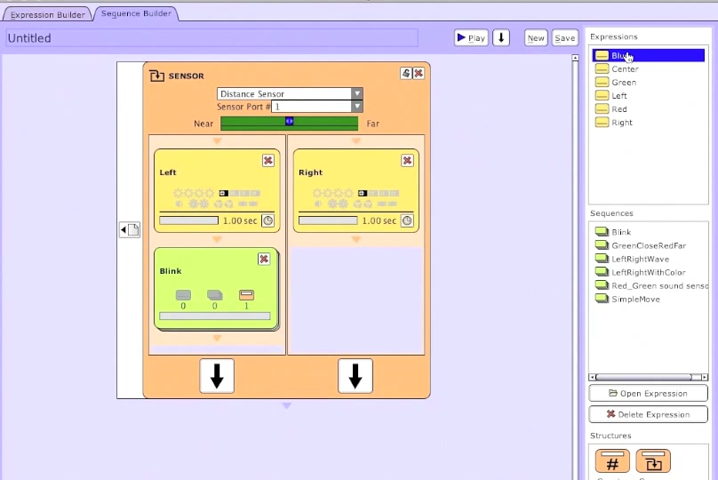 Expression Builder
Sequence Builder
Untitled
Play
New
Save
SENSOR
Distance Sensor
Sensor Port #
1
Near
Far
Left
1.00 sec
Right
1.00 sec
Blink
0
0
1
Expressions
Center
Green
Left
Red
Right
Sequences
Blink
GreenCloseRedFar
LeftRightWave
LeftRightWithColor
Red_Green sound senso
SimpleMove
Open Expression
Delete Expression
Structures
#